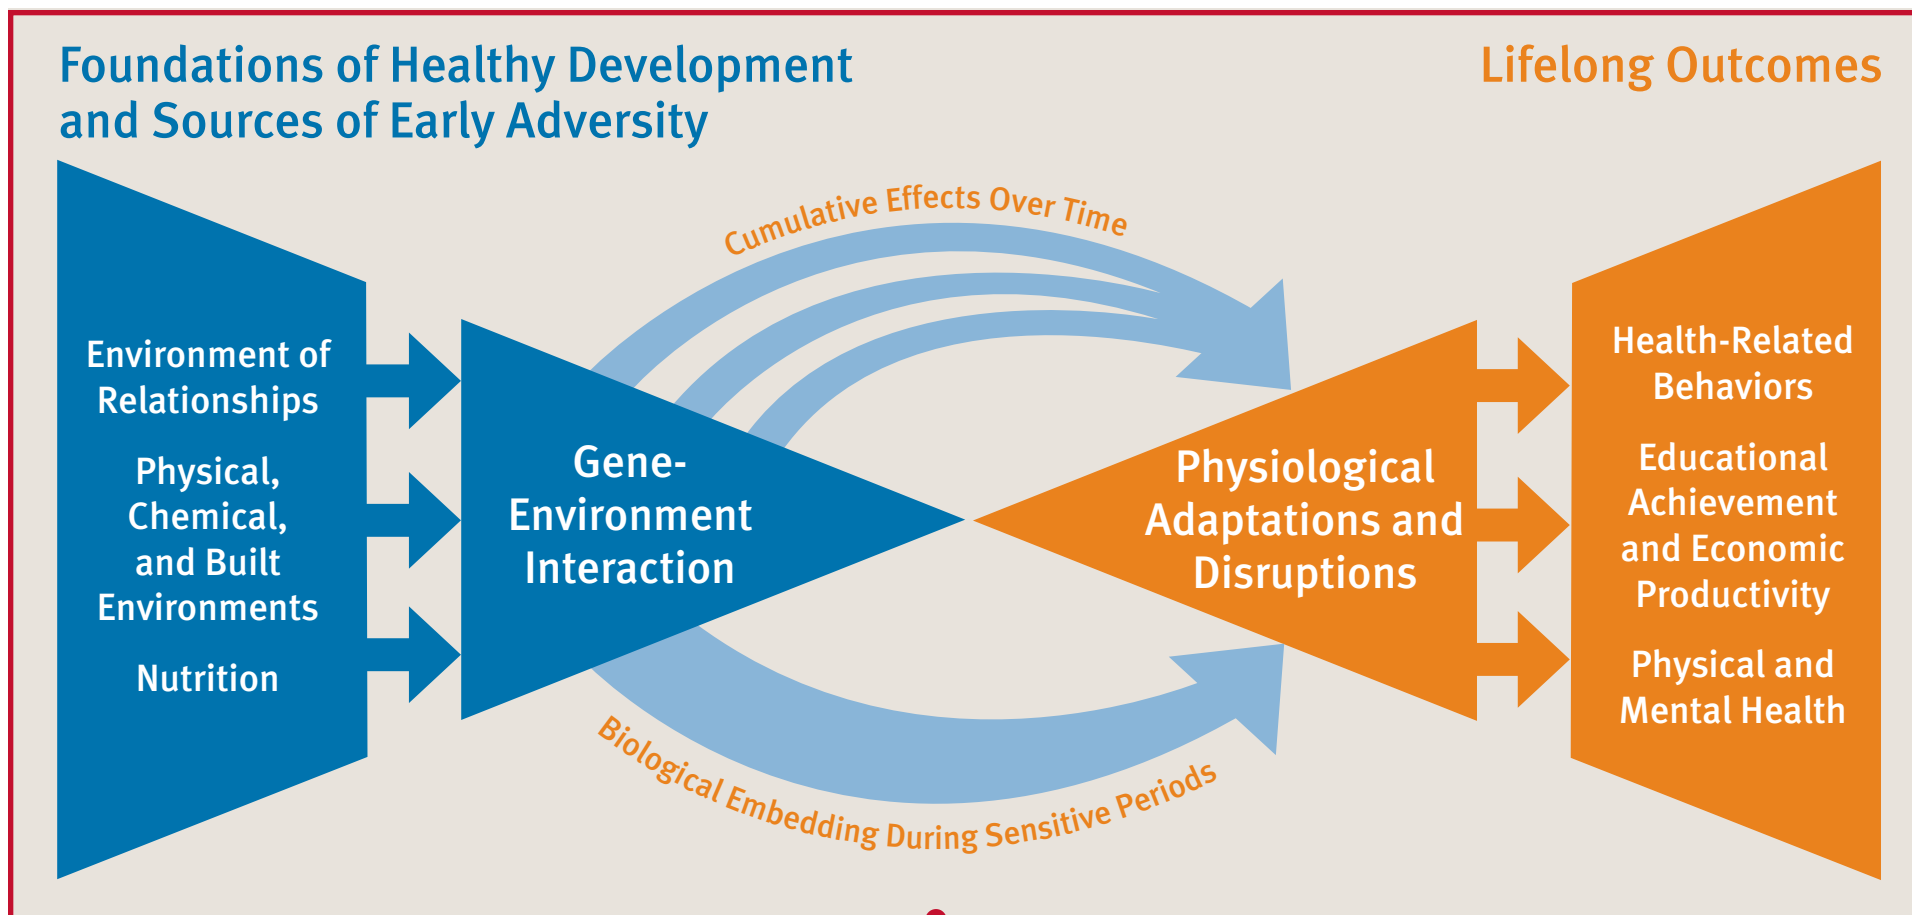 Foundations of Healthy Development
and Sources of Early Adversity
Lifelong Outcomes
Cumulative Effects Over Time
Environment of
Relationships
Physical,
Chemical,
and Built
Environments
Nutrition
Gene-
Environment
Interaction
Physiological
Adaptations and
Disruptions
Health-Related
Behaviors
Educational
Achievement
and Economic
Productivity
Physical and
Mental Health
Biological Embedding During Sensitive Periods